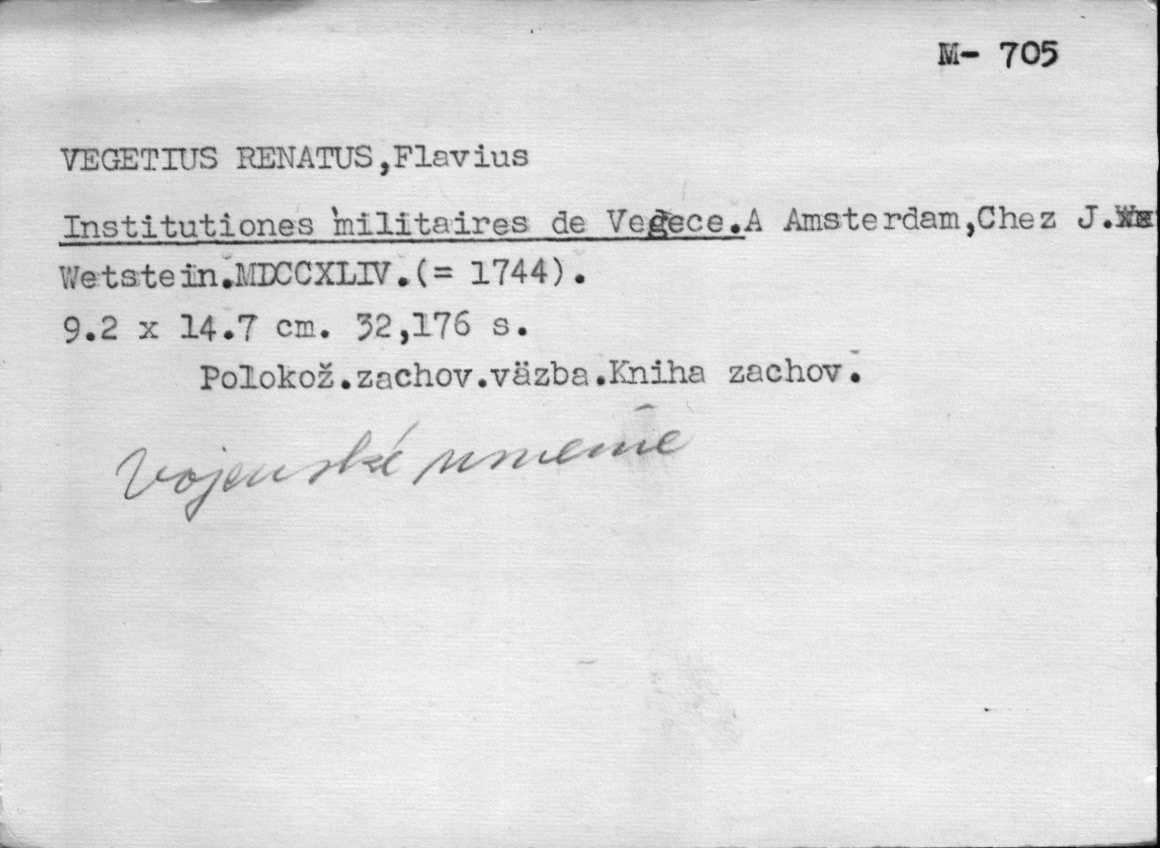 M- 705
VEGETIUS RENATUS,Flavius
Institutiones militaires de Vegece.A Amsterdam,Chez J.
Wetstein.MDCCXLIV.(= 1744).
9.2 x 14.7 cm. 32,176 s.
Polokož.zachov.väzba.Kniha zachov.
Vojenské umenie